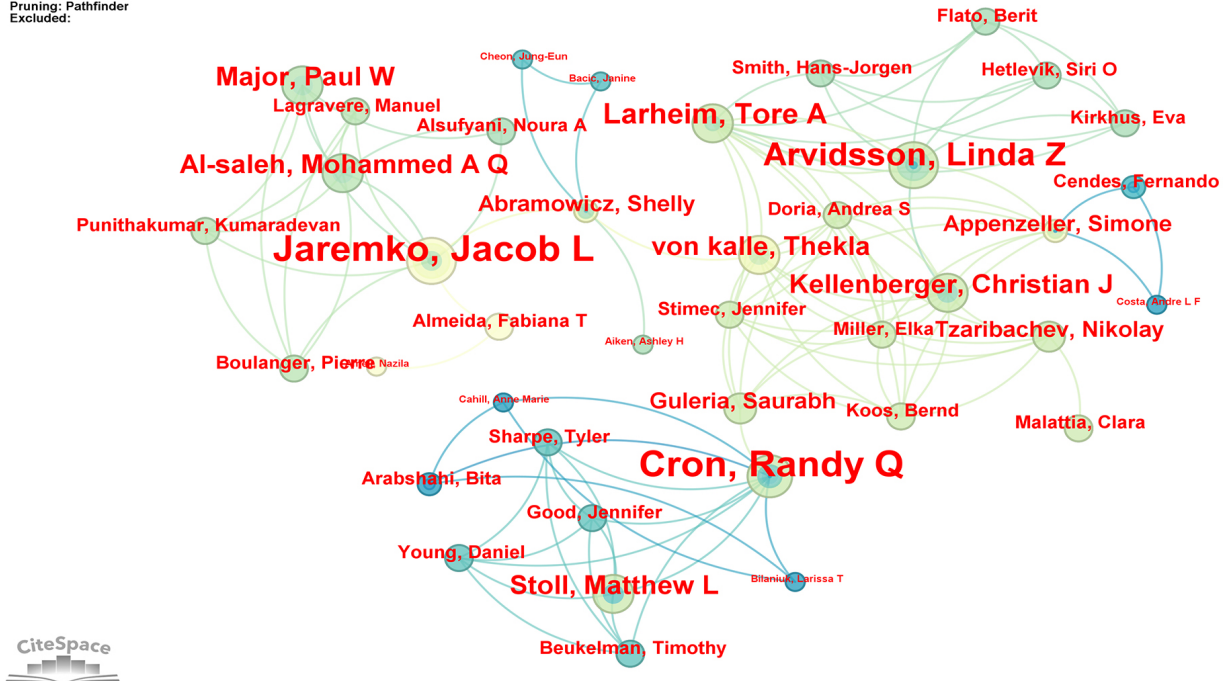 Pruning: Pathfinder
Excluded:
Flato, Berit
Cheon, Jung-Eun
Major, Paul W
Bacic, Janine
Smith, Hans-Jorgen
Hetlevik, Siri O
Lagravere, Manuel
Larheim, Tore A
Kirkhus, Eva
Alsufyani, Noura A
Arvidsson, Linda Z
Al-saleh, Mohammed A Q
Cendes, Fernando
Abramowicz, Shelly
Doria, Andrea S
Punithakumar, Kumaradevan
Appenzeller, Simone
Jaremko, Jacob L
von kalle, Thekla
Kellenberger, Christian J
Costa, Andre L F
Stimec, Jennifer
Almeida, Fabiana T
Miller, Elka
Tzaribachev, Nikolay
Aiken, Ashley H
Boulanger, Pierre
Nazila
Cahill, Anne Marie
Guleria, Saurabh
Koos, Bernd
Malattia, Clara
Sharpe, Tyler
Cron, Randy Q
Arabshahi, Bita
Good, Jennifer
Young, Daniel
Stoll, Matthew L
Bilaniuk, Larissa T
Beukelman, Timothy
CiteSpace